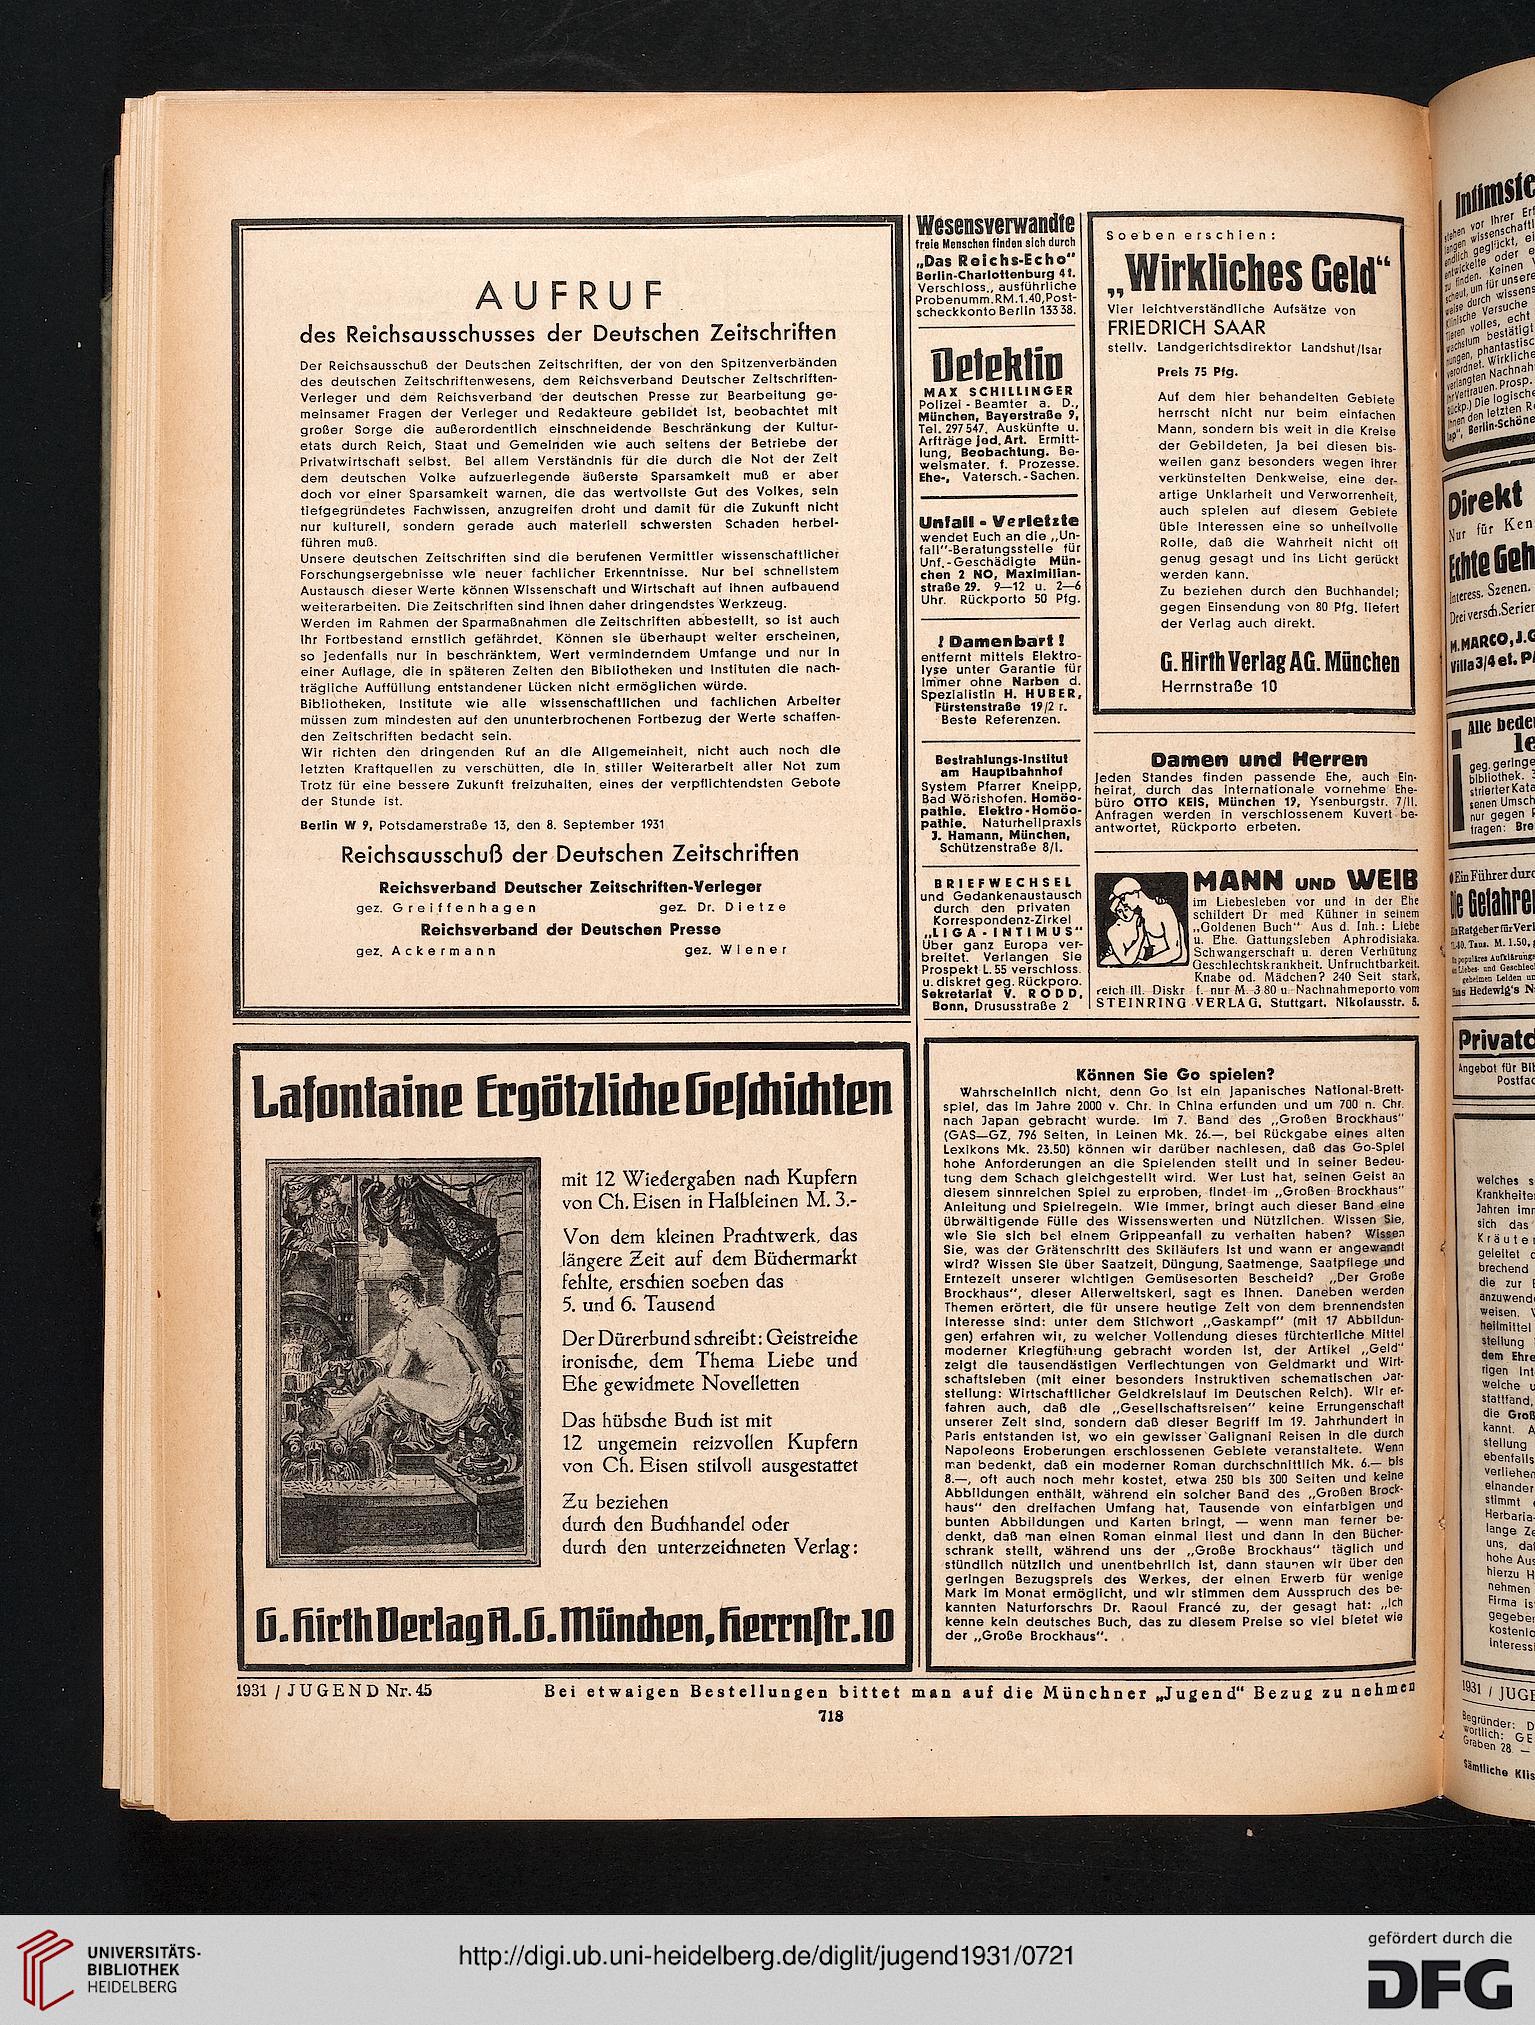 AUFRUF
des Reichsausschusses der Deutschen Zeitschriften
Der Reichsausschuß der Deutschen Zeitschriften, der von den Spitzenverbänden
des deutschen Zeitschriftenwesens, dem Reichsverband Deutscher Zeitschriften-
Verleger und dem Reichsverband der deutschen Presse zur Bearbeitung ge-
meinsamer Fragen der Verleger und Redakteure gebildet ist, beobachtet mit
großer Sorge die außerordentlich einschneidende Beschränkung der Kultur-
etats durch Reich, Staat und Gemeinden wie auch seitens der Betriebe der
Privatwirtschaft selbst. Bei allem Verständnis für die durch die Not der Zeit
dem deutschen Volke aufzuerlegende äußerste Sparsamkeit muß er aber
doch vor einer Sparsamkeit warnen, die das wertvollste Gut des Volkes, sein
tiefgegründetes Fachwissen, anzugreifen droht und damit für die Zukunft nicht
nur kulturell, sondern gerade auch materiell schwersten Schaden herbei-
führen muß.
Unsere deutschen Zeitschriften sind die berufenen Vermittler wissenschaftlicher
Forschungsergebnisse wie neuer fachlicher Erkenntnisse. Nur bei schnellstem
Austausch dieser Werte können Wissenschaft und Wirtschaft auf ihnen aufbauend
weiterarbeiten. Die Zeitschriften sind ihnen daher dringendstes Werkzeug.
Werden im Rahmen der Sparmaßnahmen die Zeitschriften abbestellt, so ist auch
ihr Fortbestand ernstlich gefährdet. Können sie überhaupt weiter erscheinen,
so jedenfalls nur in beschränktem, Wert verminderndem Umfange und nur in
einer Auflage, die in späteren Zeiten den Bibliotheken und Instituten die nach-
trägliche Auffüllung entstandener Lücken nicht ermöglichen würde.
Bibliotheken, Institute wie alle wissenschaftlichen und fachlichen Arbeiter
müssen zum mindesten auf den ununterbrochenen Fortbezug der Werte schaffen-
den Zeitschriften bedacht sein.
Wir richten den dringenden Ruf an die Allgemeinheit, nicht auch noch die
letzten Kraftquellen zu verschütten, die in stiller Weiterarbeit aller Not zum
Trotz für eine bessere Zukunft freizuhalten, eines der verpflichtendsten Gebote
der Stunde ist.
Berlin W 9, Potsdamerstraße 13, den 8. September 1931
Reichsausschuß der Deutschen Zeitschriften
Reichsverband Deutscher Zeitschriften-Verleger
gez. Greiffenhagen gez. Dr. Dietze
Reichsverband der Deutschen Presse
gez. Ackermann gez. Wiener
Wesensverwandte
freie Menschen finden sich durch
„Das Reichs-Echo"
Berlin-Charlottenburg 4f.
Verschloss., ausführliche
Probenumm.RM.1.40,Post-
scheckkonto Berlin 13338.
Detektiv
MAX SCHILLINGER
Polizei - Beamter a. D.,
München, Bayerstraße 9,
Tel. 297547, Auskünfte u.
Arfträge jed. Art. Ermitt-
lung, Beobachtung. Be-
weismater. f. Prozesse.
Ehe-, Vatersch.-Sachen.
Unfall - Verletzte
wendet Euch an die „Un-
fall"-Beratungsstelle für
Unf.-Geschädigte Mün-
chen 2 NO, Maximilian-
straße 29. 9—12 u. 2—6
Uhr. Rückporto 50 Pfg.
! Damenbart !
entfernt mittels Elektro-
lyse unter Garantie für
immer ohne Narben d.
Spezialistin H. HUBER,
Fürstenstraße 19/2 r.
Beste Referenzen.
Bestrahlungs-Institut
am Hauptbahnhof
System Pfarrer Kneipp,
Bad Wörishofen. Homöo-
pathie. Elektro-Homöo-
pathie. Naturheilpraxis
J. Hamann, München,
Schützenstraße 8/I.
BRIEFWECHSEL
und Gedankenaustausch
durch den privaten
Korrespondenz-Zirkel
„LIGA-INTIMUS"
Über ganz Europa ver-
breitet. Verlangen Sie
Prospekt L.55 verschloss.
u. diskret geg. Rückporo.
Sekretariat V. RODD,
Bonn, Drususstraße 2
Soeben erschien:
„Wirkliches Geld"
Vier leichtverständliche Aufsätze von
FRIEDRICH SAAR
stellv. Landgerichtsdirektor Landshut/Isar
Preis 75 Pfg.
Auf dem hier behandelten Gebiete
herrscht nicht nur beim einfachen
Mann, sondern bis weit in die Kreise
der Gebildeten, ja bei diesen bis-
weilen ganz besonders wegen ihrer
verkünstelten Denkweise, eine der-
artige Unklarheit und Verworrenheit,
auch spielen auf diesem Gebiete
üble Interessen eine so unheilvolle
Rolle, daß die Wahrheit nicht oft
genug gesagt und ins Licht gerückt
werden kann.
Zu beziehen durch den Buchhandel;
gegen Einsendung von 80 Pfg. liefert
der Verlag auch direkt.
G. Hirth Verlag AG. München
Herrnstraße 10
Damen und Herren
jeden Standes finden passende Ehe, auch Ein-
heirat, durch das internationale vornehme Ehe-
büro OTTO KEIS, München 19, Ysenburgstr. 7/II.
Anfragen werden in verschlossenem Kuvert be-
antwortet, Rückporto erbeten.
MANN UND WEIB
im Liebesleben vor und in der Ehe
schildert Dr med Kühner in seinem
„Goldenen Buch" Aus d. Inh.: Liebe
u. Ehe. Gattungsleben Aphrodisiaka.
Schwangerschaft u. deren Verhütung
Geschlechtskrankheit. Unfruchtbarkeit.
Knabe od. Mädchen? 240 Seit stark,
reich ill. Diskr f. nur M. 3 80 u. Nachnahmeporto vom
STEINRING VERLAG, Stuttgart, Nikolausstr. 5.
Lafontaine Ergötzliche Geschichten
mit 12 Wiedergaben nach Kupfern
von Ch. Eisen in Halbleinen M. 3.-
Von dem kleinen Prachtwerk, das
längere Zeit auf dem Büchermarkt
fehlte, erschien soeben das
5. und 6. Tausend
Der Dürerbund schreibt: Geistreiche
ironische, dem Thema Liebe und
Ehe gewidmete Novelletten
Das hübsche Buch ist mit
12 ungemein reizvollen Kupfern
von Ch. Eisen stilvoll ausgestattet
Zu beziehen
durch den Buchhandel oder
durch den unterzeichneten Verlag:
G. Hirth Verlag A.G. München, Herrnstr. 10
Können Sie Go spielen?
Wahrscheinlich nicht, denn Go ist ein japanisches National-Brett-
spiel, das im Jahre 2000 v. Chr. in China erfunden und um 700 n. Chr.
nach Japan gebracht wurde. Im 7. Band des „Großen Brockhaus"
(GAS—GZ, 796 Seiten, in Leinen Mk. 26.—, bei Rückgabe eines alten
Lexikons Mk. 23.50) können wir darüber nachlesen, daß das Go-Spiel
hohe Anforderungen an die Spielenden stellt und in seiner Bedeu-
tung dem Schach gleichgestellt wird. Wer Lust hat, seinen Geist an
diesem sinnreichen Spiel zu erproben, findet im „Großen Brockhaus"
Anleitung und Spielregeln. Wie immer, bringt auch dieser Band eine
übrwältigende Fülle des Wissenswerten und Nützlichen. Wissen Sie,
wie Sie sich bei einem Grippeanfall zu verhalten haben? Wissen
Sie, was der Grätenschritt des Skiläufers ist und wann er angewandt
wird? Wissen Sie über Saatzeit, Düngung, Saatmenge, Saatpflege und
Erntezeit unserer wichtigen Gemüsesorten Bescheid? „Der Große
Brockhaus", dieser Allerweltskerl, sagt es Ihnen. Daneben werden
Themen erörtert, die für unsere heutige Zeit von dem brennendsten
Interesse sind: unter dem Stichwort „Gaskampf" (mit 17 Abbildun-
gen) erfahren wir, zu welcher Vollendung dieses fürchterliche Mittel
moderner Kriegführung gebracht worden ist, der Artikel „Geld"
zeigt die tausendästigen Verflechtungen von Geldmarkt und Wirt-
schaftsleben (mit einer besonders instruktiven schematischen Dar-
stellung: Wirtschaftlicher Geldkreislauf im Deutschen Reich). Wir er-
fahren auch, daß die „Gesellschaftsreisen" keine Errungenschaft
unserer Zeit sind, sondern daß dieser Begriff im 19. Jahrhundert in
Paris entstanden ist, wo ein gewisser Galignani Reisen in die durch
Napoleons Eroberungen erschlossenen Gebiete veranstaltete. Wenn
man bedenkt, daß ein moderner Roman durchschnittlich Mk. 6.— bis
8.—, oft auch noch mehr kostet, etwa 250 bis 300 Seiten und keine
Abbildungen enthält, während ein solcher Band des „Großen Brock-
haus" den dreifachen Umfang hat, Tausende von einfarbigen und
bunten Abbildungen und Karten bringt, — wenn man ferner be-
denkt, daß man einen Roman einmal liest und dann in den Bücher-
schrank stellt, während uns der „Große Brockhaus" täglich und
stündlich nützlich und unentbehrlich ist, dann staunen wir über den
geringen Bezugspreis des Werkes, der einen Erwerb für wenige
Mark im Monat ermöglicht, und wir stimmen dem Ausspruch des be-
kannten Naturforschrs Dr. Raoul Francé zu, der gesagt hat: „Ich
kenne kein deutsches Buch, das zu diesem Preise so viel bietet wie
der „Große Brockhaus".
1931 / JUGEND Nr. 45
Bei etwaigen Bestellungen bittet man auf die Münchner „Jugend" Bezug zu nehmen
718
Direkt
Nur für
M. MARCO,
Alle
UNIVERSITÄTS-
BIBLIOTHEK
HEIDELBERG
http://digi.ub.uni-heidelberg.de/diglit/jugend1931/0721
gefördert durch die
DFG